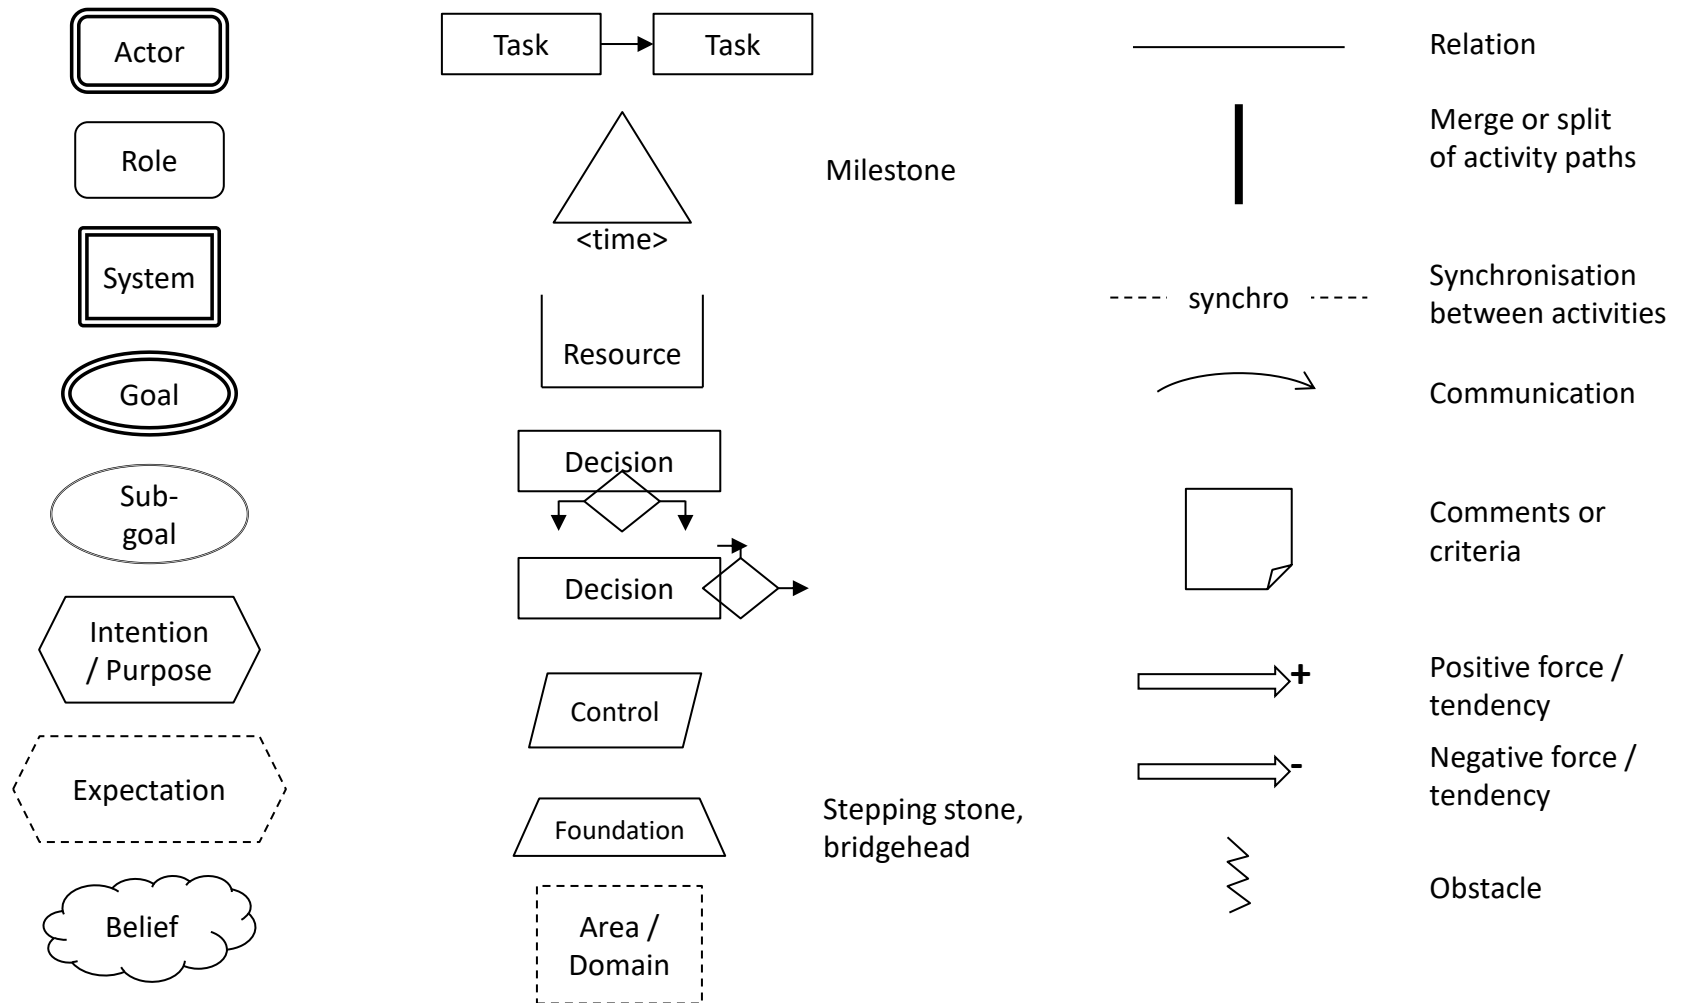 Actor
Role
System
Goal
Sub-
goal
Intention
/ Purpose
Expectation
Belief
Task
Task
Milestone
<time>
Resource
Decision
Decision
Control
Foundation
Stepping stone,
bridgehead
Area /
Domain
Relation
Merge or split
of activity paths
synchro
Synchronisation
between activities
Communication
Comments or
criteria
+
Positive force /
tendency
-
Negative force /
tendency
Obstacle